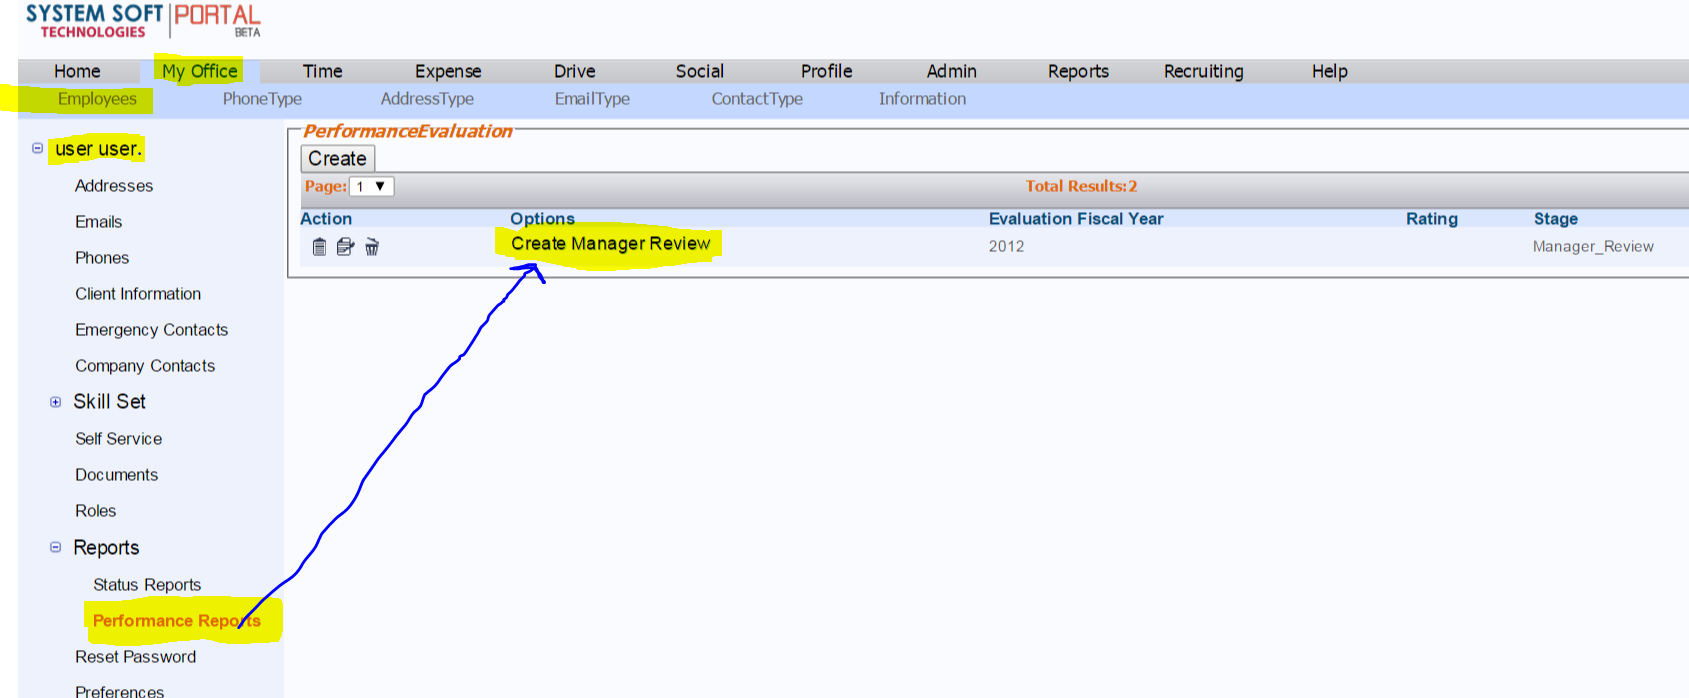 SYSTEM SOFT PORTAL
TECHNOLOGIES BETA
Home My Office Time Expense Drive Social Profile Admin Reports Recruiting Help
Employees PhoneType AddressType EmailType ContactType Information
user user.
Addresses
Emails
Phones
Client Information
Emergency Contacts
Company Contacts
Skill Set
Self Service
Documents
Roles
Reports
Status Reports
Performance Reports
Reset Password
Preferences
PerformanceEvaluation
Create
Page: 1 Total Results:2
Action Options Evaluation Fiscal Year Rating Stage
Create Manager Review 2012 Manager_Review